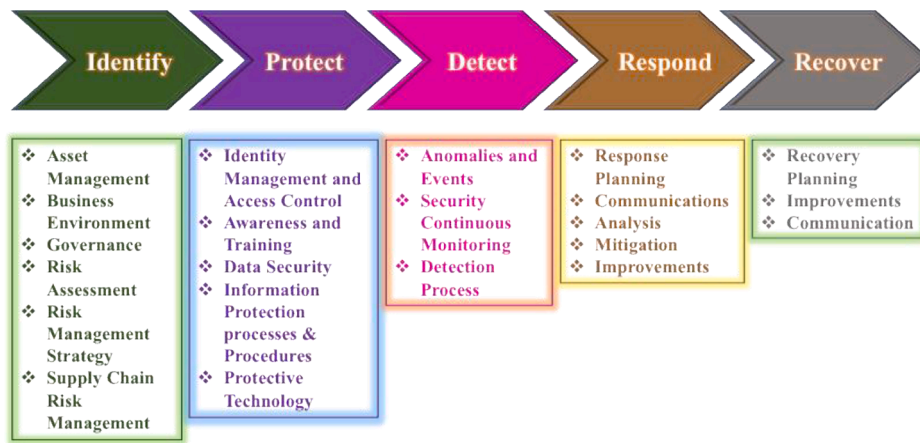 Identify
Protect
Detect
Respond
Recover
❖ Asset
Management
❖ Business
Environment
❖ Governance
❖ Risk
Assessment
❖ Risk
Management
Strategy
❖ Supply Chain
Risk
Management
❖ Identity
Management and
Access Control
❖ Awareness and
Training
❖ Data Security
❖ Information
Protection
processes &
Procedures
❖ Protective
Technology
❖ Anomalies and
Events
❖ Security
Continuous
Monitoring
❖ Detection
Process
❖ Response
Planning
❖ Communications
❖ Analysis
❖ Mitigation
❖ Improvements
❖ Recovery
Planning
❖ Improvements
❖ Communication